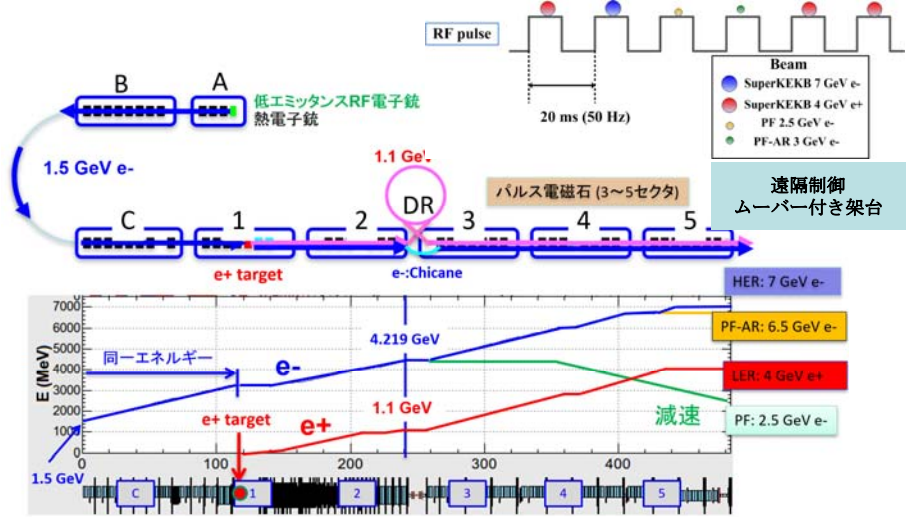 RF pulse
20 ms (50 Hz)
Beam
SuperKEKB 7 GeV e-
SuperKEKB 4 GeV e+
PF 2.5 GeV e-
PF-AR 3 GeV e-
B
A
低エミッタンスRF電子銃
熱電子銃
1.5 GeV e-
1.1 GeV
DR
パルス電磁石 (3～5セクタ)
遠隔制御
ムーバー付き架台
C
1
2
3
4
5
e+ target
e-:Chicane
HER: 7 GeV e-
PF-AR: 6.5 GeV e-
LER: 4 GeV e+
PF: 2.5 GeV e-
E (MeV)
7000
6000
5000
4000
3000
2000
1000
0
同一エネルギー
e-
4.219 GeV
e+ target
e+
1.1 GeV
減速
1.5 GeV
0
100
200
300
400
C
1
2
3
4
5